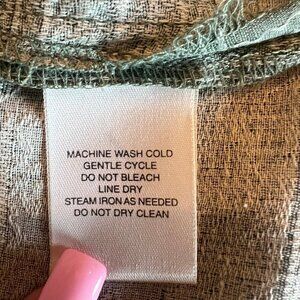 MACHINE WASH COLD
GENTLE CYCLE
DO NOT BLEACH
LINE DRY
STEAM IRON AS NEEDED
DO NOT DRY CLEAN